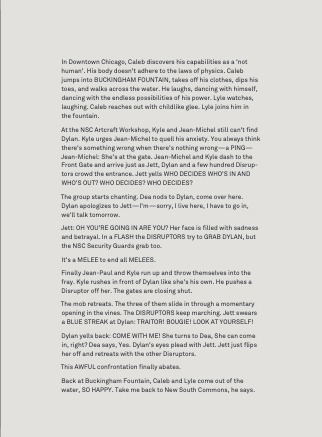 In Downtown Chicago, Caleb discovers his capabilities as a 'not
human'. His body doesn't adhere to the laws of physics. Caleb
jumps into BUCKINGHAM FOUNTAIN, takes off his clothes, dips his
toes, and walks across the water. He laughs, dancing with himself,
dancing with the endless possibilities of his power. Lyle watches,
laughing. Caleb reaches out with childlike glee. Lyle joins him in
the fountain.
At the NSC Artcraft Workshop, Kyle and Jean-Michel still can't find
Dylan. Kyle urges Jean-Michel to quell his anxiety. You always think
there's something wrong when there's nothing wrong—a PING—
Jean-Michel: She's at the gate. Jean-Michel and Kyle dash to the
Front Gate and arrive just as Jett, Dylan and a few hundred Disrup-
tors crowd the entrance. Jett yells WHO DECIDES WHO'S IN AND
WHO'S OUT? WHO DECIDES? WHO DECIDES?
The group starts chanting. Dea nods to Dylan, come over here.
Dylan apologizes to Jett—I'm—sorry, I live here, I have to go in,
we'll talk tomorrow.
Jett: OH YOU'RE GOING IN ARE YOU? Her face is filled with sadness
and betrayal. In a FLASH the DISRUPTORS try to GRAB DYLAN, but
the NSC Security Guards grab too.
It's a MELEE to end all MELEES.
Finally Jean-Paul and Kyle run up and throw themselves into the
fray. Kyle rushes in front of Dylan like she's his own. He pushes a
Disruptor off her. The gates are closing shut.
The mob retreats. The three of them slide in through a momentary
opening in the vines. The DISRUPTORS keep marching. Jett swears
a BLUE STREAK at Dylan: TRAITOR! BOUGIE! LOOK AT YOURSELF!
Dylan yells back: COME WITH ME! She turns to Dea, She can come
in, right? Dea says, Yes. Dylan's eyes plead with Jett. Jett just flips
her off and retreats with the other Disruptors.
This AWFUL confrontation finally abates.
Back at Buckingham Fountain, Caleb and Lyle come out of the
water, SO HAPPY. Take me back to New South Commons, he says.